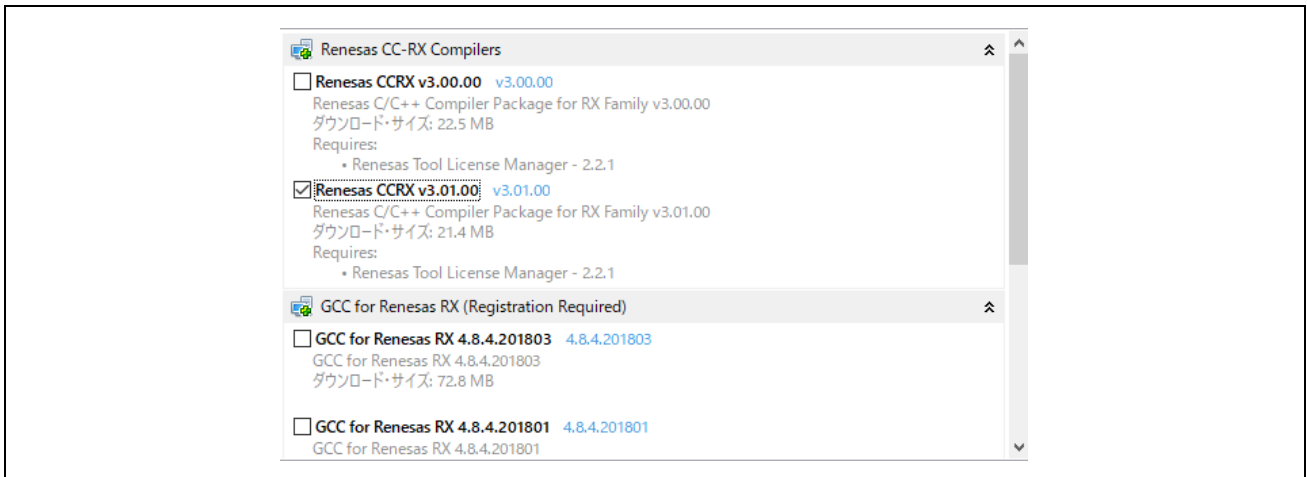 Renesas CC-RX Compilers
Renesas CCRX v3.00.00 v3.00.00
Renesas C/C++ Compiler Package for RX Family v3.00.00
ダウンロード・サイズ: 22.5 MB
Requires:
• Renesas Tool License Manager - 2.2.1
Renesas CCRX v3.01.00 v3.01.00
Renesas C/C++ Compiler Package for RX Family v3.01.00
ダウンロード・サイズ: 21.4 MB
Requires:
• Renesas Tool License Manager - 2.2.1
GCC for Renesas RX (Registration Required)
GCC for Renesas RX 4.8.4.201803 4.8.4.201803
GCC for Renesas RX 4.8.4.201803
ダウンロード・サイズ: 72.8 MB
GCC for Renesas RX 4.8.4.201801 4.8.4.201801
GCC for Renesas RX 4.8.4.201801